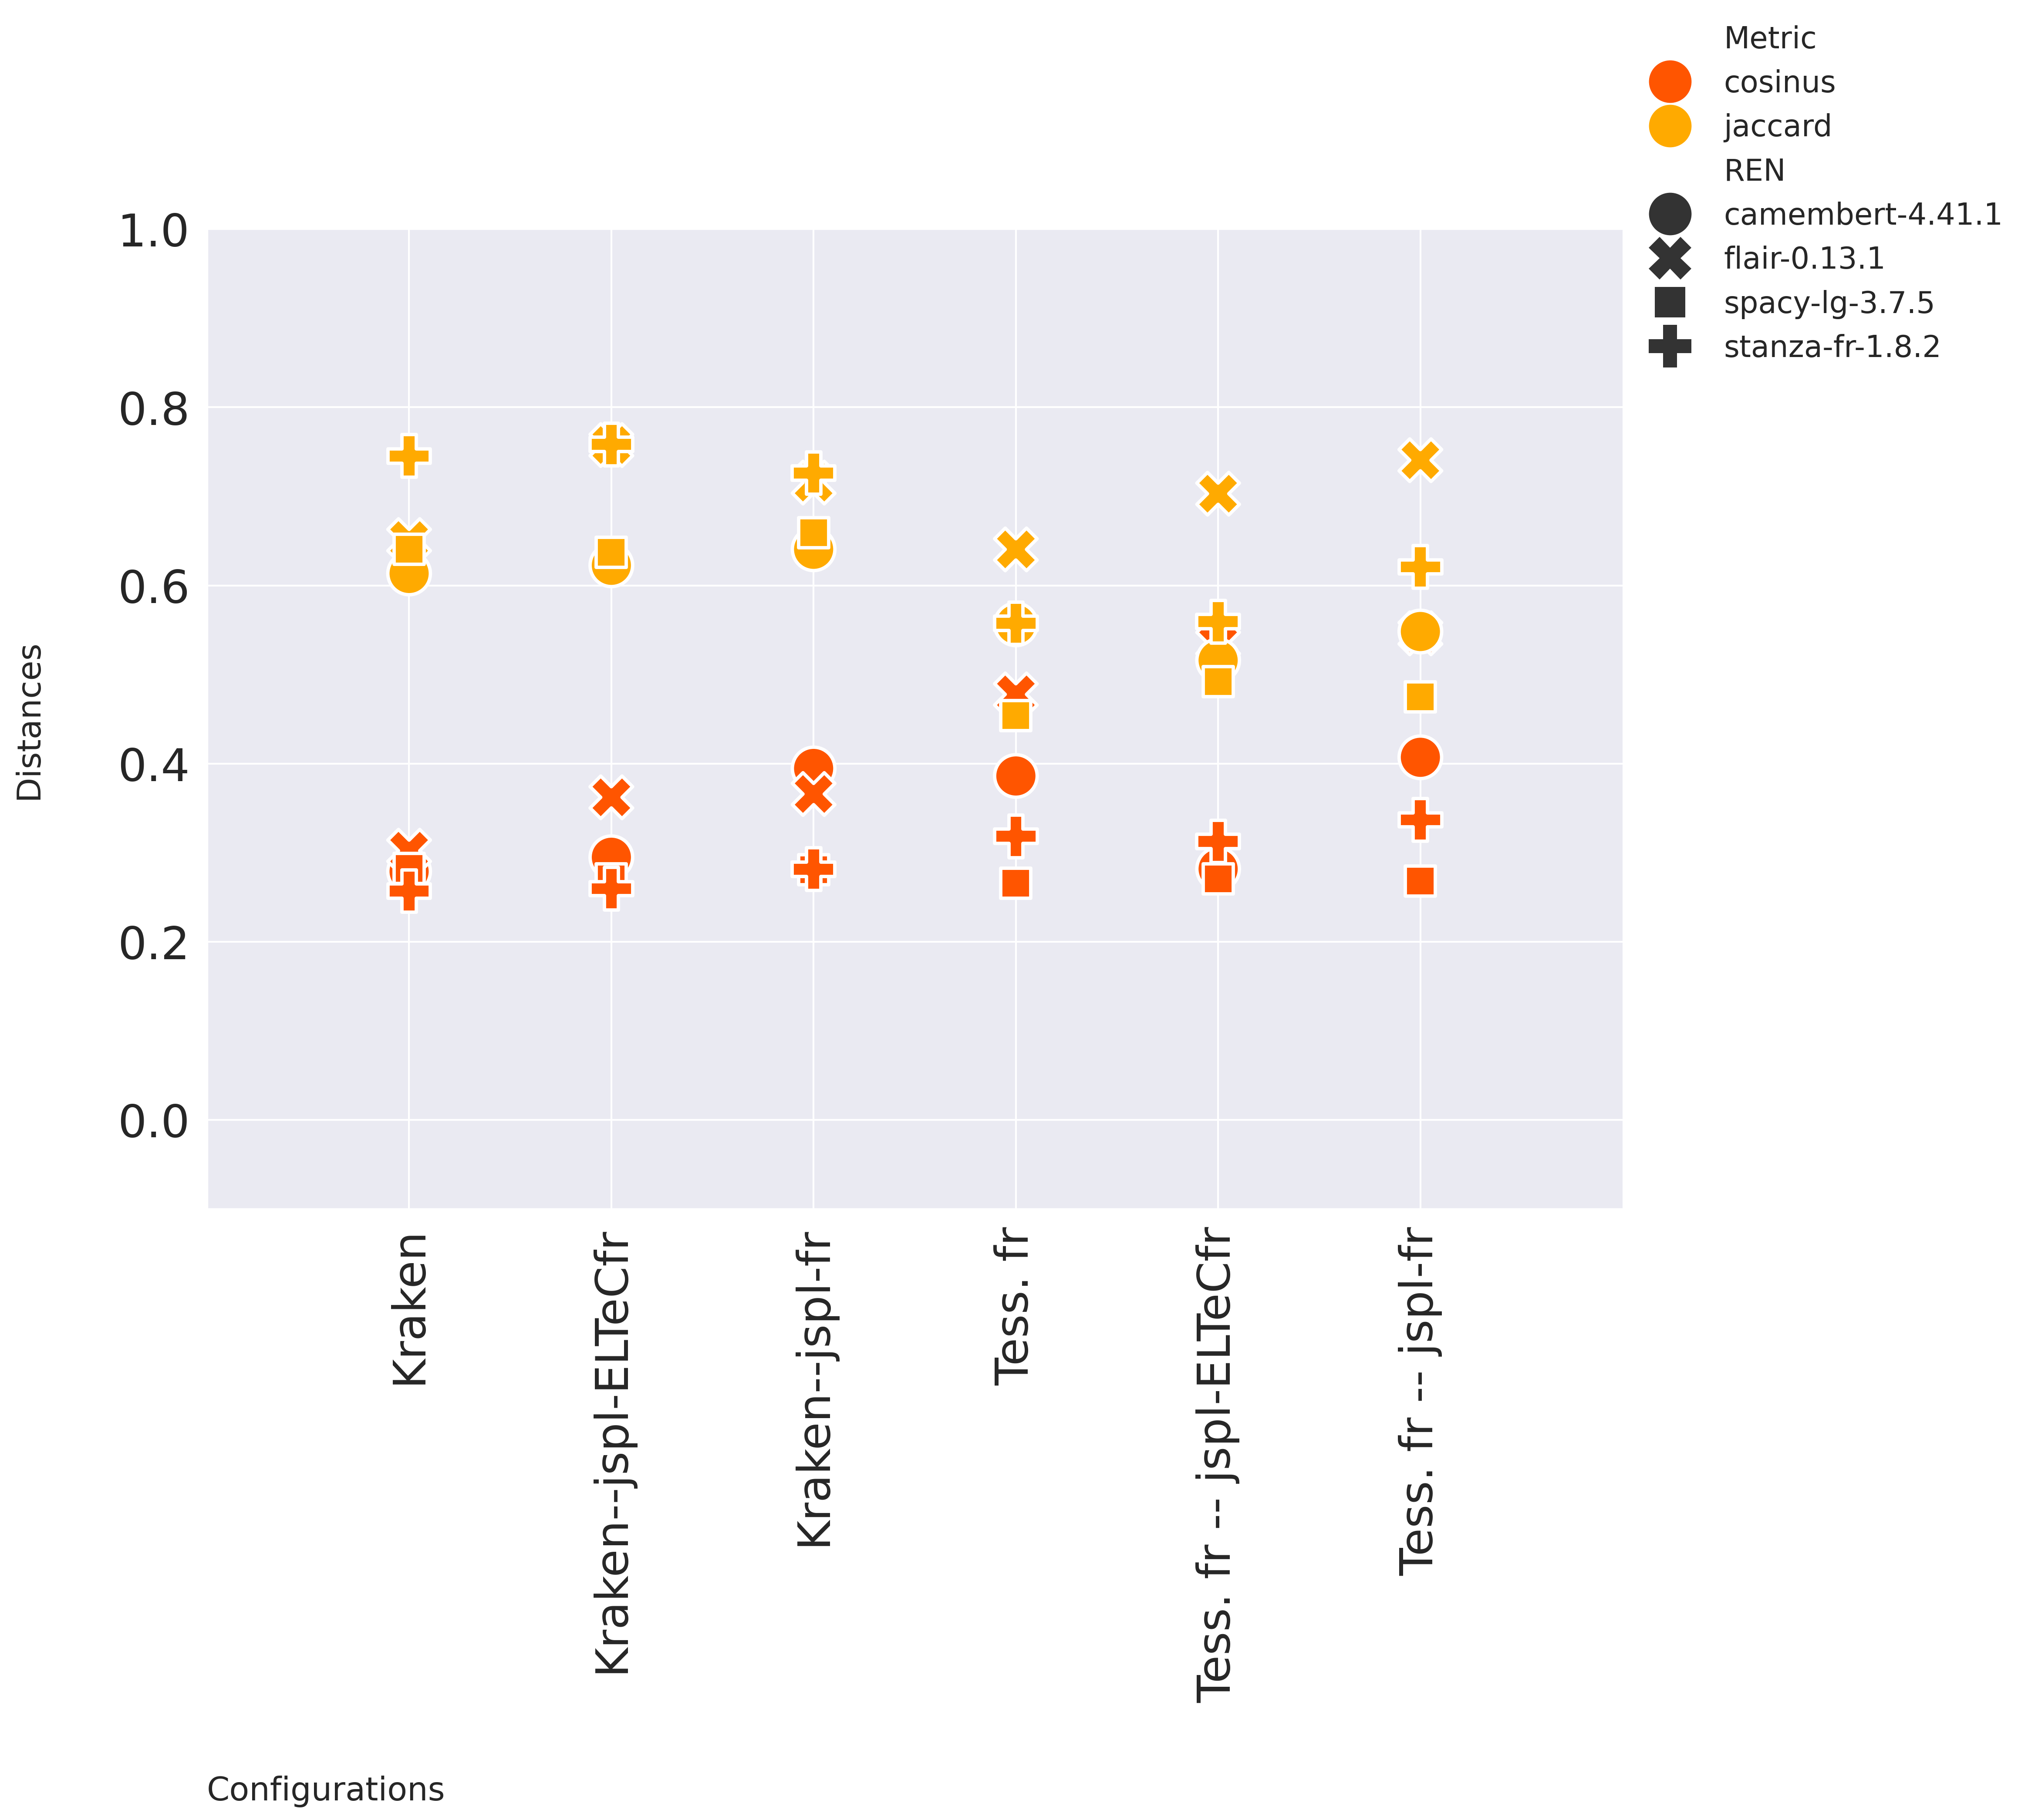 Metric
cosinus
jaccard
REN
camembert-4.41.1
flair-0.13.1
spacy-lg-3.7.5
stanza-fr-1.8.2
1.0
0.8
0.6
0.4
0.2
0.0
Distances
Kraken
Kraken--jspl-ELTeCfr
Kraken--jspl-fr
Tess. fr
Tess. fr -- jspl-ELTeCfr
Tess. fr -- jspl-fr
Configurations